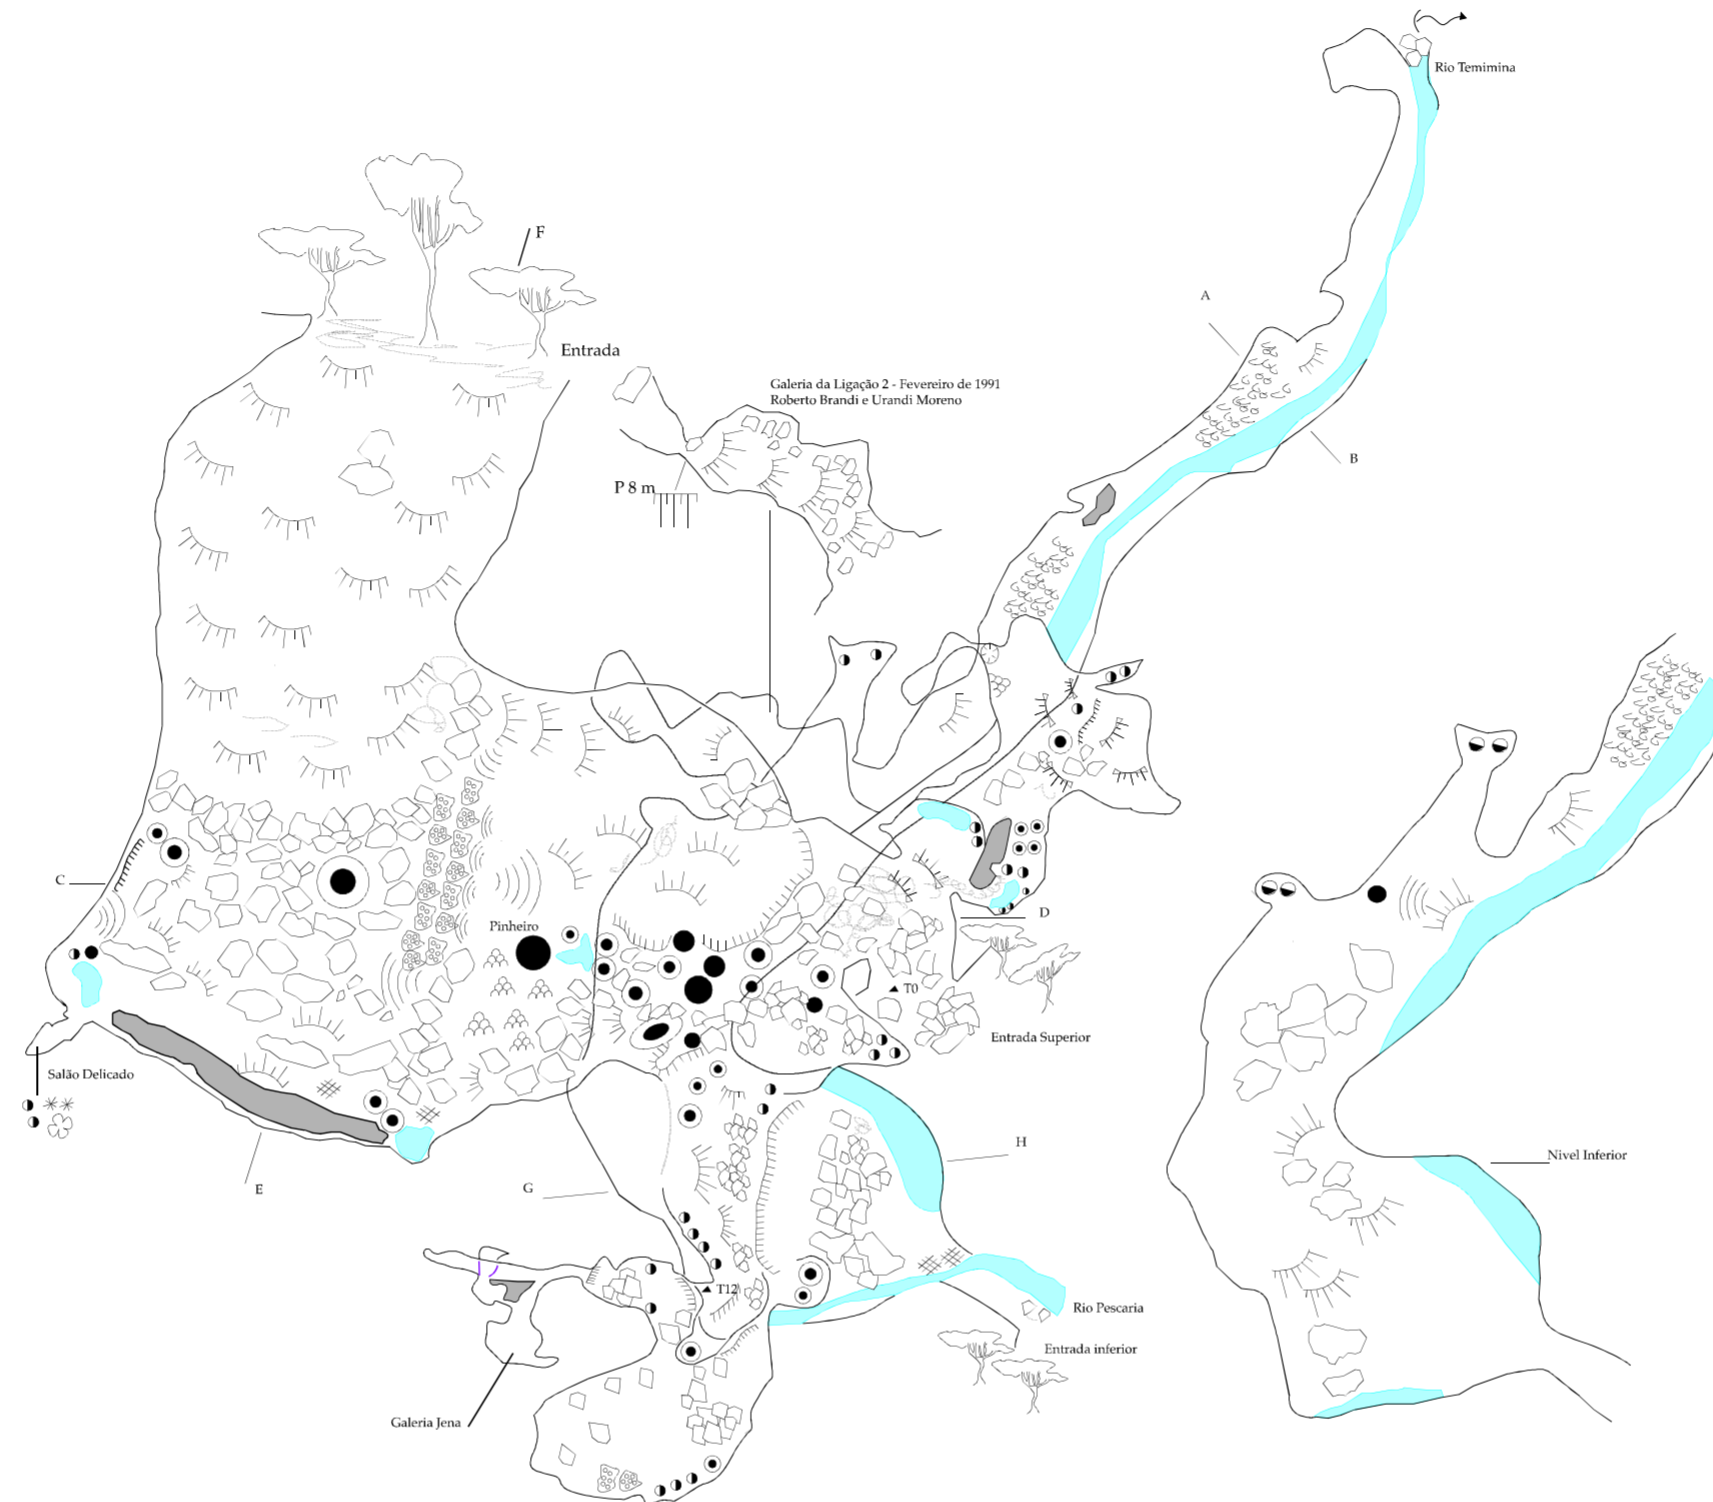 Rio Temimina
F
A
Entrada
Galeria da Ligação 2 - Fevereiro de 1991
Roberto Brandi e Urandi Moreno
B
P 8 m
C
D
Pinheiro
T0
Entrada Superior
Salão Delicado
H
Nivel Inferior
E
G
T12
Rio Pescaria
Entrada inferior
Galeria Jena